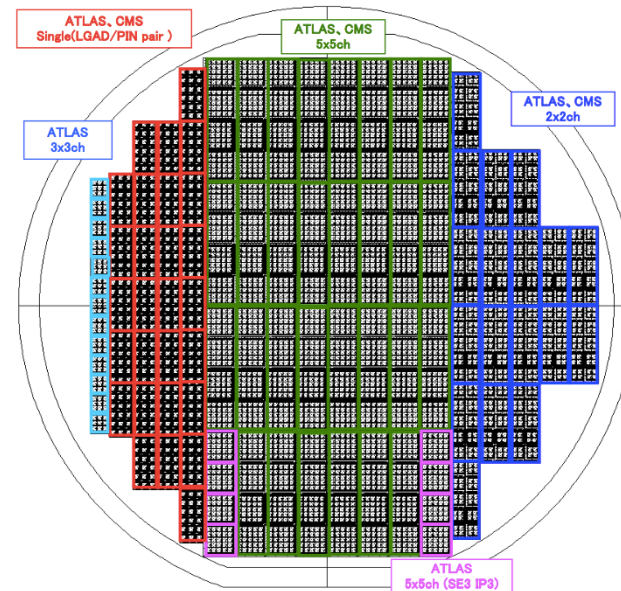 ATLAS、CMS
Single(LGAD/PIN pair )
ATLAS、CMS
5x5ch
ATLAS、CMS
2x2ch
ATLAS
3x3ch
ATLAS
5x5ch (SE3 IP3)